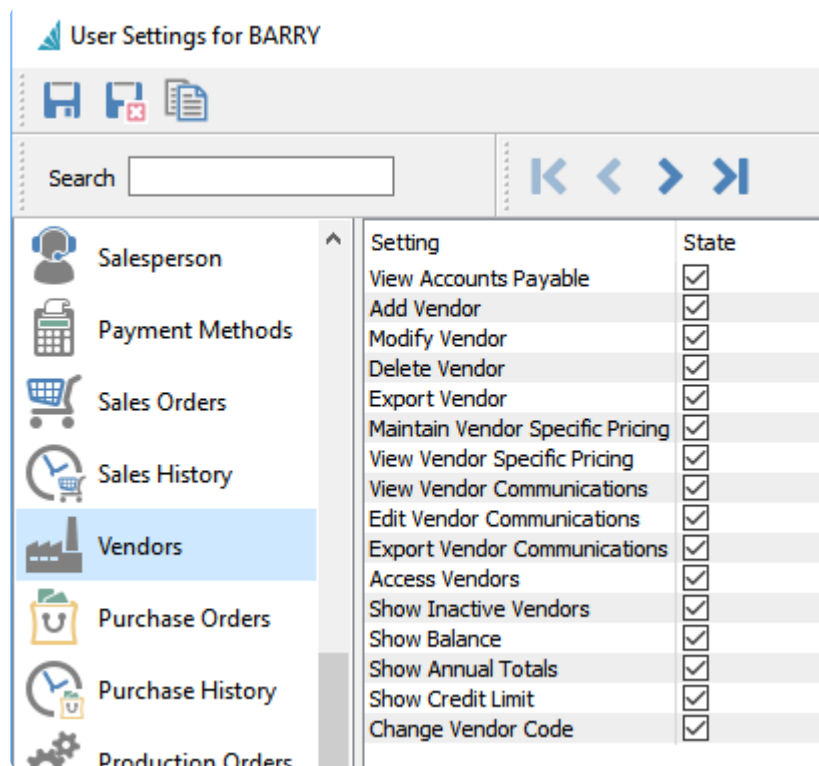 User Settings for BARRY
Search
Salesperson
Payment Methods
Sales Orders
Sales History
Vendors
Purchase Orders
Purchase History
Production Orders
Setting State
View Accounts Payable
Add Vendor
Modify Vendor
Delete Vendor
Export Vendor
Maintain Vendor Specific Pricing
View Vendor Specific Pricing
View Vendor Communications
Edit Vendor Communications
Export Vendor Communications
Access Vendors
Show Inactive Vendors
Show Balance
Show Annual Totals
Show Credit Limit
Change Vendor Code